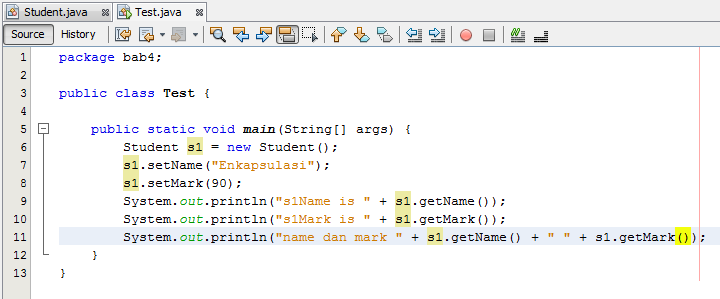 Student.java Test.java
Source History
1 package bab4;
2
3 public class Test {
4
5 public static void main(String[] args) {
6 Student s1 = new Student();
7 s1.setName("Enkapsulasi");
8 s1.setMark(90);
9 System.out.println("s1Name is " + s1.getName());
10 System.out.println("s1Mark is " + s1.getMark());
11 System.out.println("name dan mark " + s1.getName() + " " + s1.getMark());
12 }
13 }